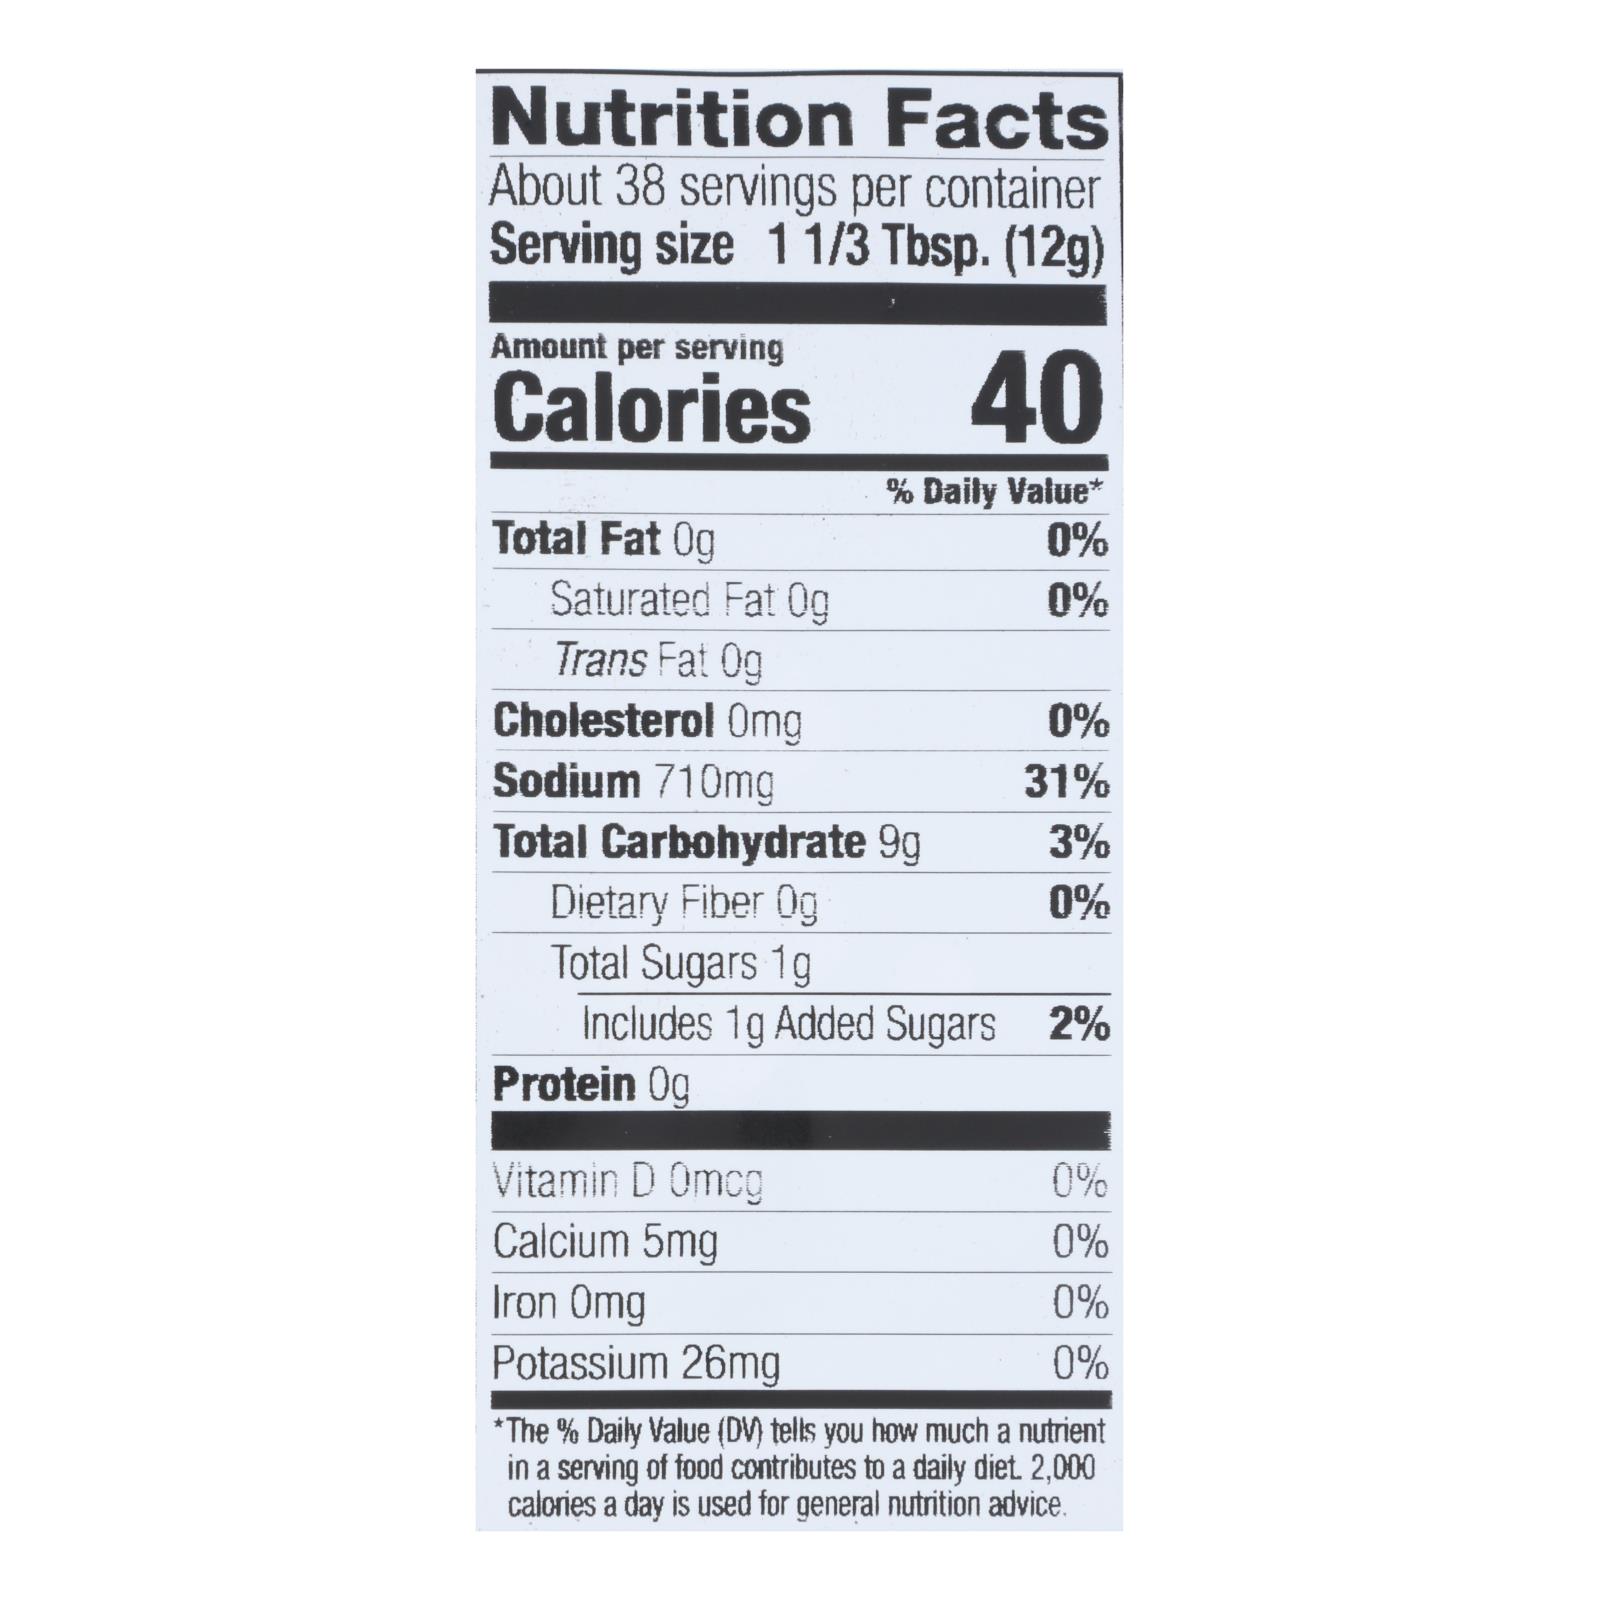 Nutrition Facts
About 38 servings per container
Serving size 1 1/3 Tbsp. (12g)
Amount per serving
Calories 40
% Daily Value*
Total Fat 0g 0%
Saturated Fat 0g 0%
Trans Fat 0g
Cholesterol 0mg 0%
Sodium 710mg 31%
Total Carbohydrate 9g 3%
Dietary Fiber 0g 0%
Total Sugars 1g
Includes 1g Added Sugars 2%
Protein 0g
Vitamin D 0mcg 0%
Calcium 5mg 0%
Iron 0mg 0%
Potassium 26mg 0%
*The % Daily Value (DV) tells you how much a nutrient
in a serving of food contributes to a daily diet. 2,000
calories a day is used for general nutrition advice.